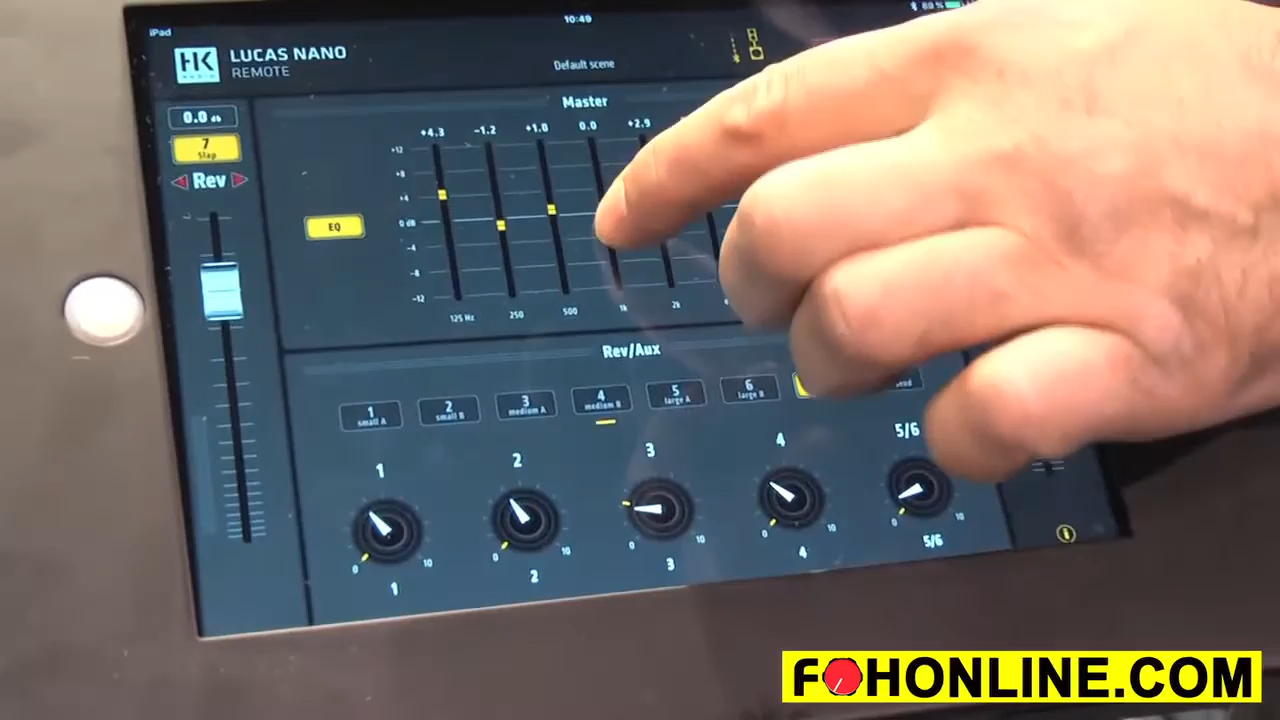 iPad
10:49
89 %
HK
AUDIO
LUCAS NANO
REMOTE
Default scene
0.0 dB
7
Slap
Rev
Master
+4.3 -1.2 +1.0 0.0 +2.9
+12
+8
+4
0 dB
-4
-8
-12
EQ
125 Hz 250 500 1k 2k
Rev/Aux
1
small A
2
small B
3
medium A
4
medium B
5
large A
6
large B
1 2 3 4 5/6
0 10 0 10 0 10 0 10 0 10
1 2 3 4 5/6
i
FOHONLINE.COM